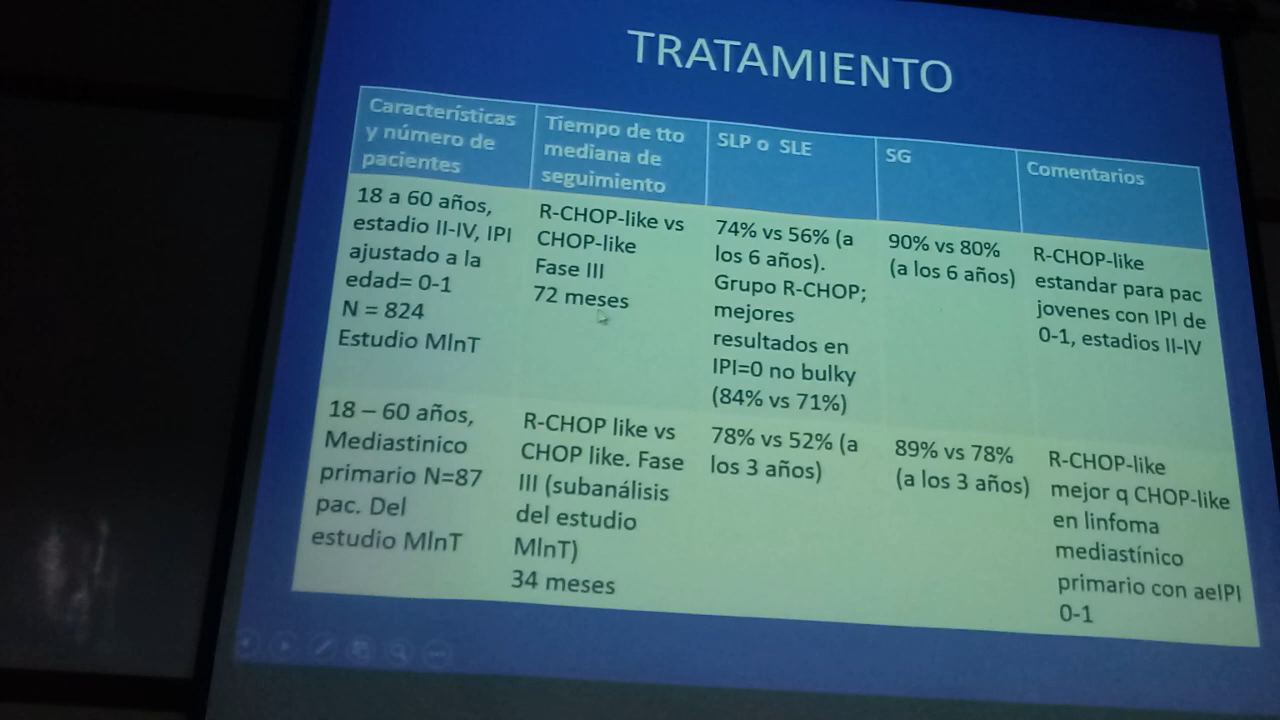 TRATAMIENTO
Características
y número de
pacientes
Tiempo de tto
mediana de
seguimiento
SLP o SLE
SG
Comentarios
18 a 60 años,
estadio II-IV, IPI
ajustado a la
edad= 0-1
N = 824
Estudio MInT
R-CHOP-like vs
CHOP-like
Fase III
72 meses
74% vs 56% (a
los 6 años).
Grupo R-CHOP;
mejores
resultados en
IPI=0 no bulky
(84% vs 71%)
90% vs 80%
(a los 6 años)
R-CHOP-like
estandar para pac
jovenes con IPI de
0-1, estadios II-IV
18 – 60 años,
Mediastinico
primario N=87
pac. Del
estudio MInT
R-CHOP like vs
CHOP like. Fase
III (subanálisis
del estudio
MInT)
34 meses
78% vs 52% (a
los 3 años)
89% vs 78%
(a los 3 años)
R-CHOP-like
mejor q CHOP-like
en linfoma
mediastínico
primario con aeIPI
0-1